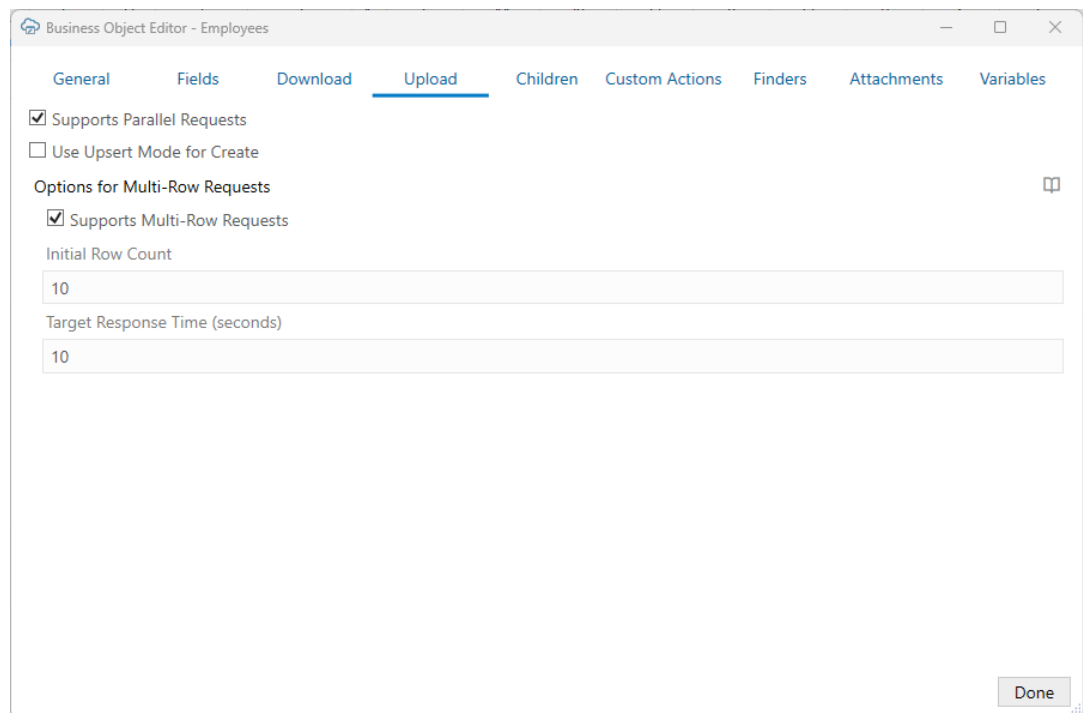 Business Object Editor - Employees
General Fields Download Upload Children Custom Actions Finders Attachments Variables
Supports Parallel Requests
Use Upsert Mode for Create
Options for Multi-Row Requests
Supports Multi-Row Requests
Initial Row Count
10
Target Response Time (seconds)
10
Done